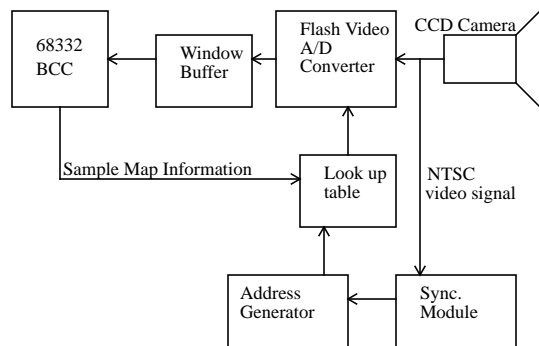 68332
BCC
Window
Buffer
Flash Video
A/D
Converter
CCD Camera
Sample Map Information
Look up
table
NTSC
video signal
Address
Generator
Sync.
Module